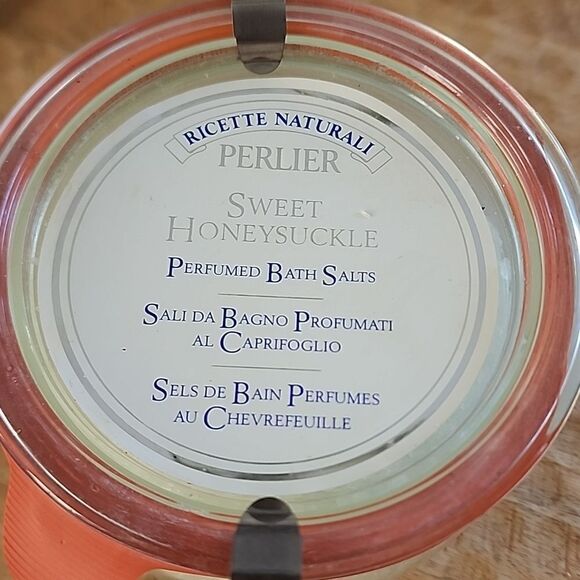 RICETTE NATURALI
PERLIER
SWEET
HONEYSUCKLE
PERFUMED BATH SALTS
SALI DA BAGNO PROFUMATI
AL CAPRIFOGLIO
SELS DE BAIN PERFUMES
AU CHEVREFEUILLE